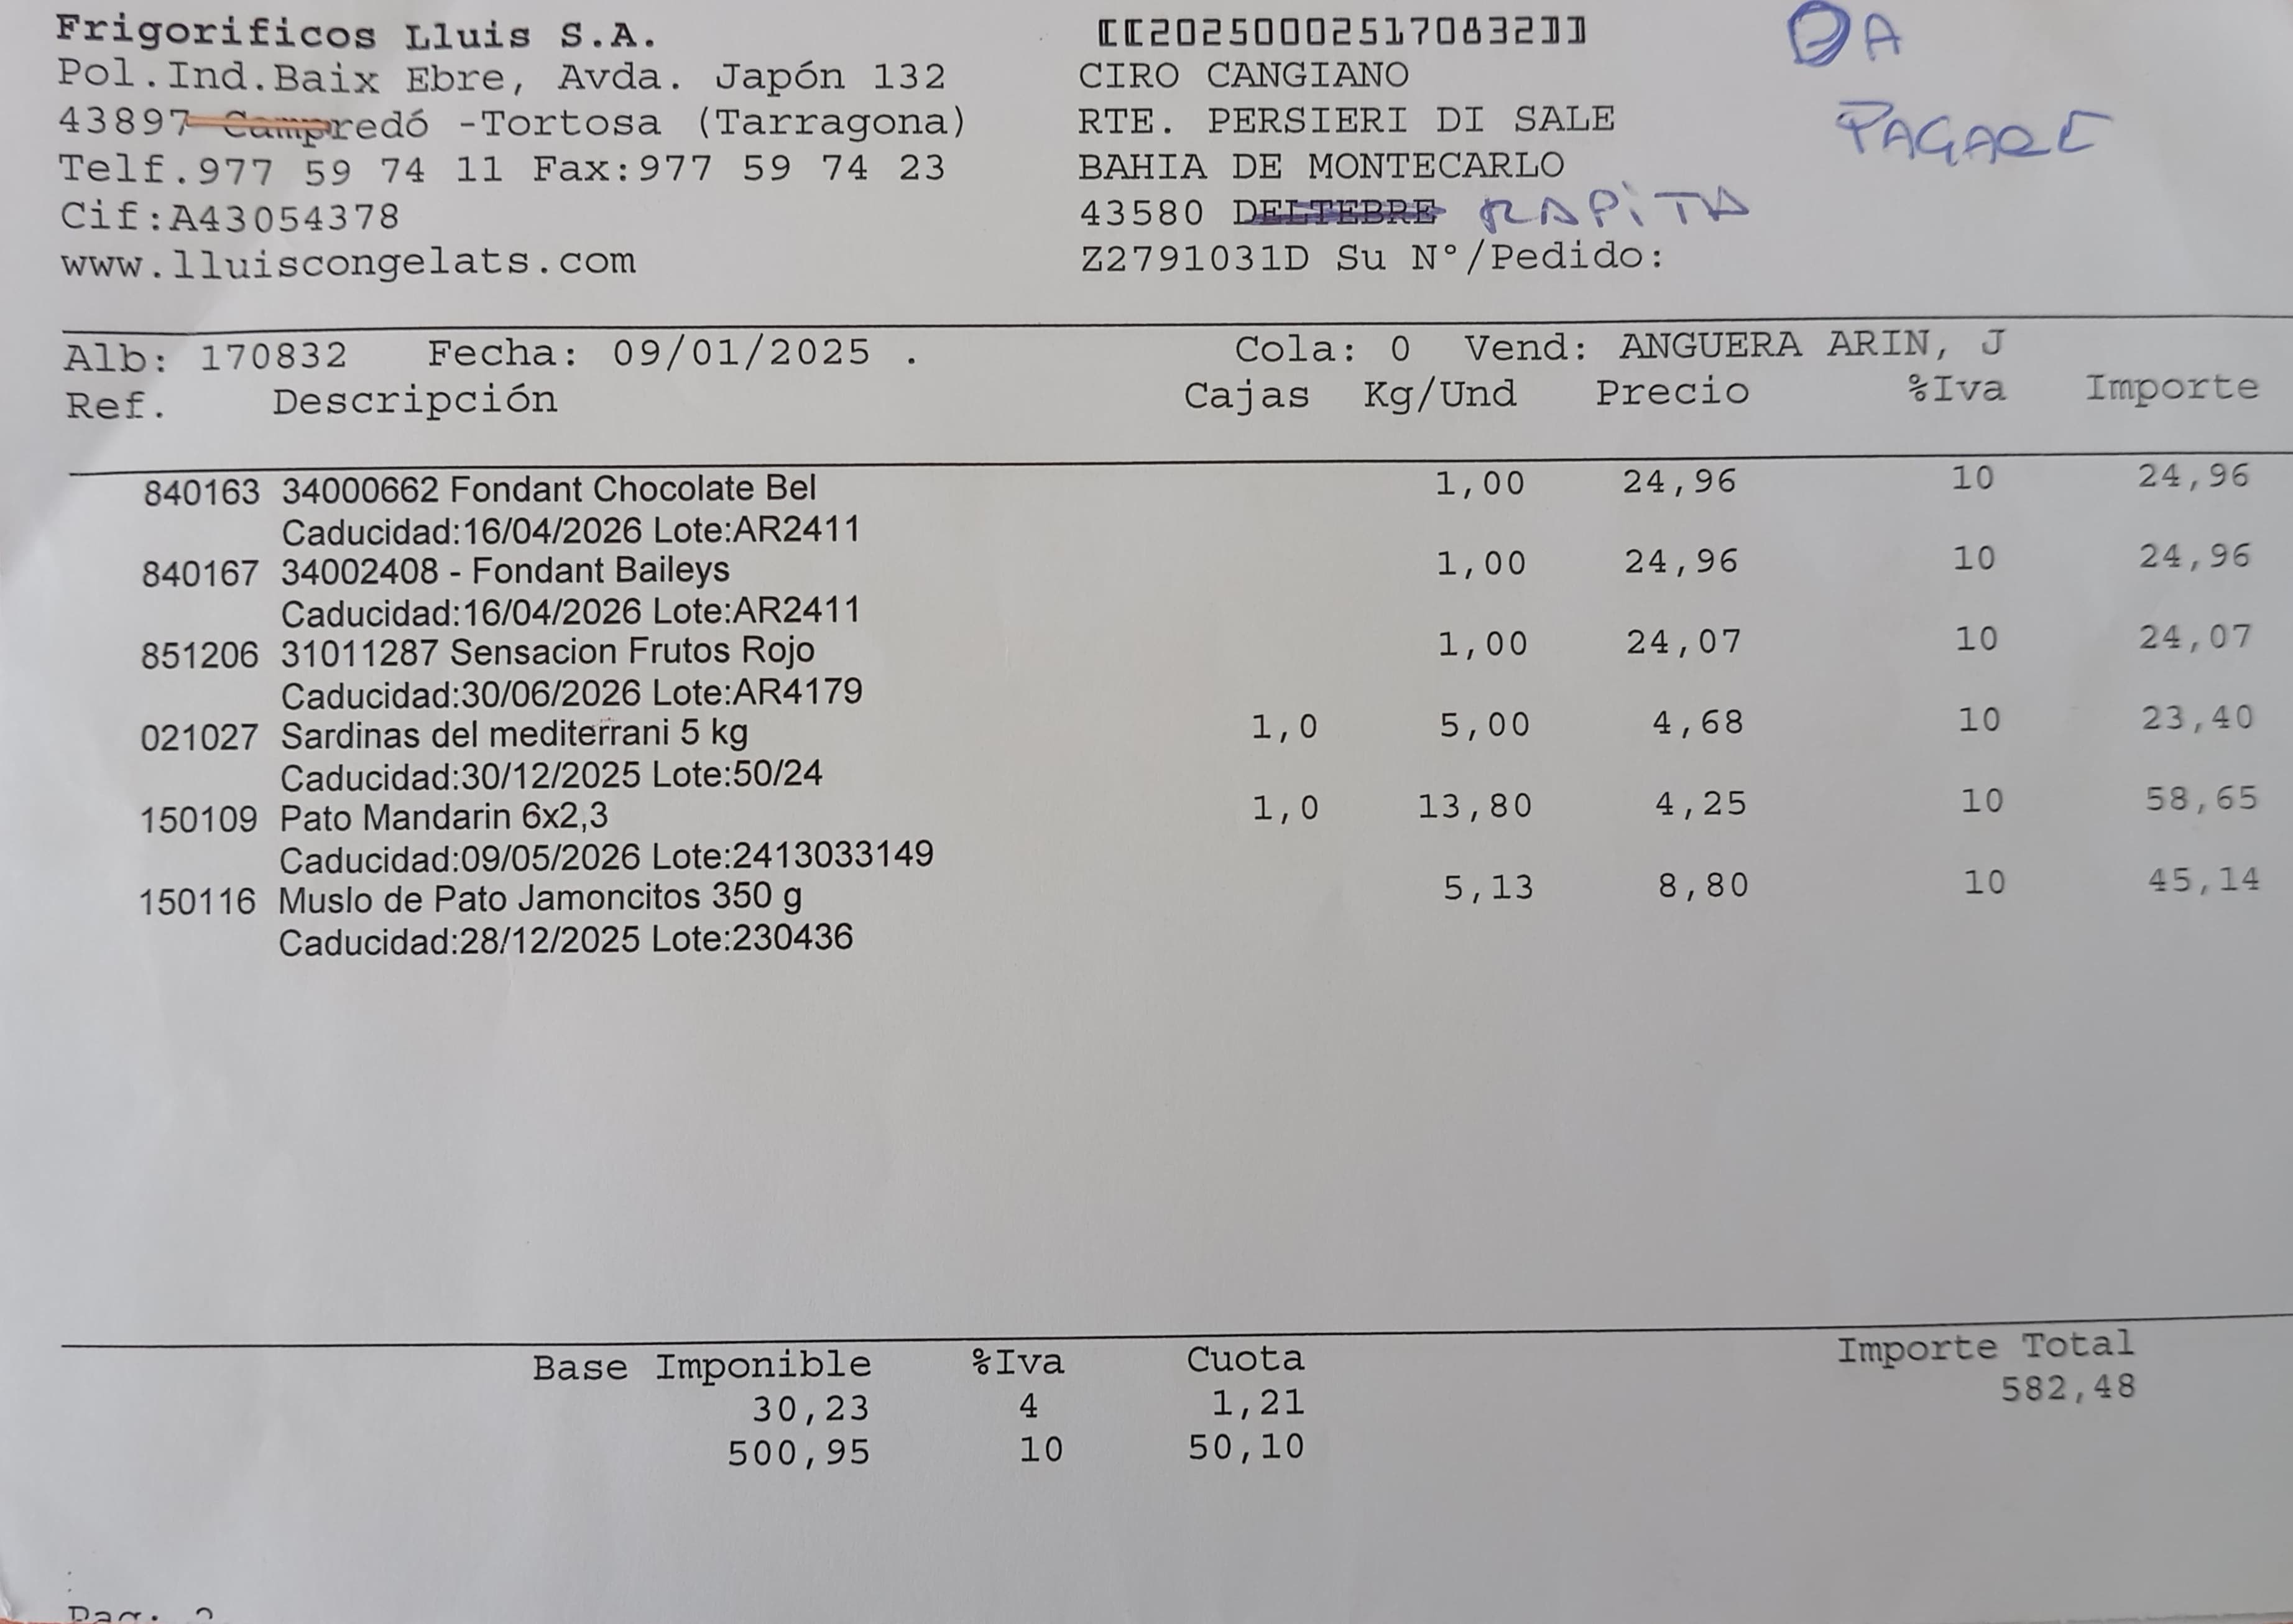 Frigorificos Lluis S.A.
Pol.Ind.Baix Ebre, Avda. Japón 132
43897 Campredó -Tortosa (Tarragona)
Telf.977 59 74 11 Fax:977 59 74 23
Cif:A43054378
www.lluiscongelats.com
[[202500025170832]]
CIRO CANGIANO
RTE. PERSIERI DI SALE
BAHIA DE MONTECARLO
43580 DELTEBRE RAPITA
Z2791031D Su N°/Pedido:
DA
PAGARE
Alb: 170832 Fecha: 09/01/2025 . Cola: 0 Vend: ANGUERA ARIN, J
Ref. Descripción Cajas Kg/Und Precio %Iva Importe
840163 34000662 Fondant Chocolate Bel 1,00 24,96 10 24,96
Caducidad:16/04/2026 Lote:AR2411
840167 34002408 - Fondant Baileys 1,00 24,96 10 24,96
Caducidad:16/04/2026 Lote:AR2411
851206 31011287 Sensacion Frutos Rojo 1,00 24,07 10 24,07
Caducidad:30/06/2026 Lote:AR4179
021027 Sardinas del mediterrani 5 kg 1,0 5,00 4,68 10 23,40
Caducidad:30/12/2025 Lote:50/24
150109 Pato Mandarin 6x2,3 1,0 13,80 4,25 10 58,65
Caducidad:09/05/2026 Lote:2413033149
150116 Muslo de Pato Jamoncitos 350 g 5,13 8,80 10 45,14
Caducidad:28/12/2025 Lote:230436
Base Imponible %Iva Cuota Importe Total
30,23 4 1,21 582,48
500,95 10 50,10
Pag: 2